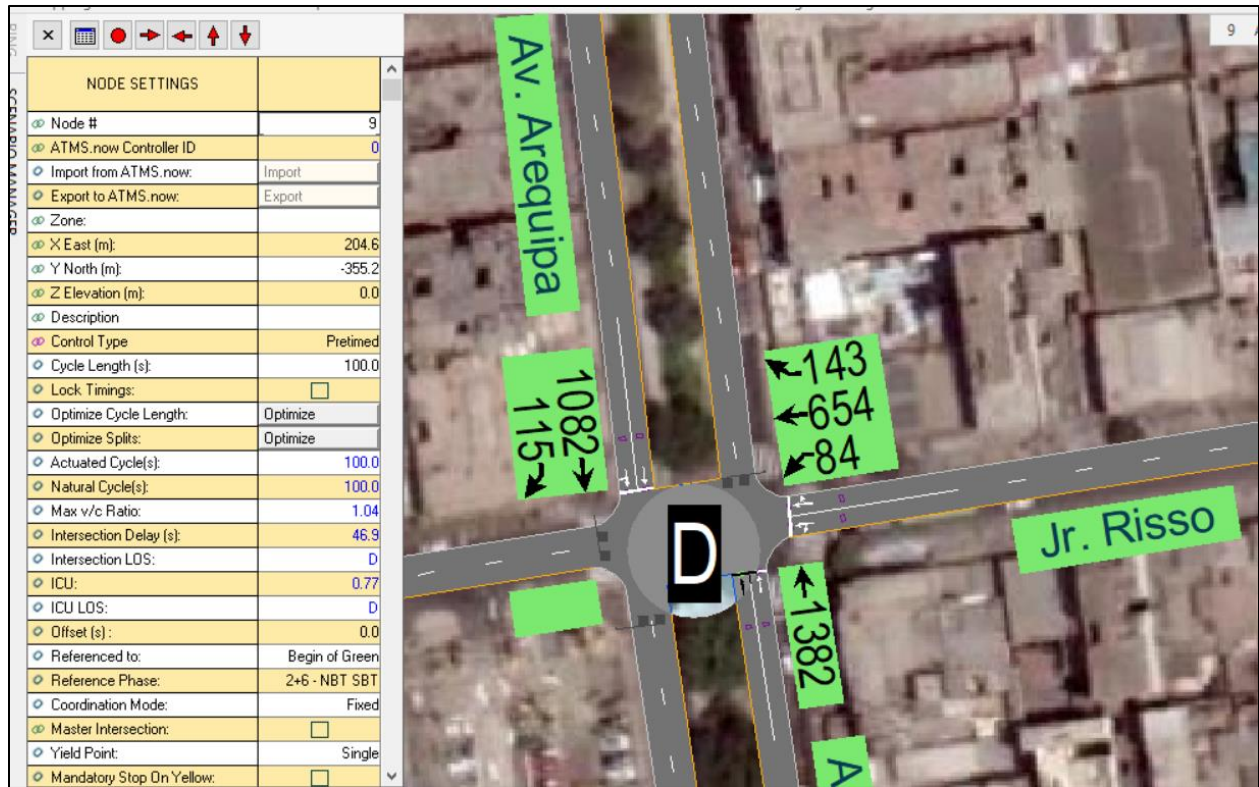 9
RING
SCENARIO MANAGER
NODE SETTINGS
Node # 9
ATMS.now Controller ID 0
Import from ATMS.now: Import
Export to ATMS.now: Export
Zone:
X East (m): 204.6
Y North (m): -355.2
Z Elevation (m): 0.0
Description
Control Type Pretimed
Cycle Length (s): 100.0
Lock Timings:
Optimize Cycle Length: Optimize
Optimize Splits: Optimize
Actuated Cycle(s): 100.0
Natural Cycle(s): 100.0
Max v/c Ratio: 1.04
Intersection Delay (s): 46.9
Intersection LOS: D
ICU: 0.77
ICU LOS: D
Offset (s) : 0.0
Referenced to: Begin of Green
Reference Phase: 2+6 - NBT SBT
Coordination Mode: Fixed
Master Intersection:
Yield Point: Single
Mandatory Stop On Yellow:
Av. Arequipa
1082
115
143
654
84
D
Jr. Risso
1382
A